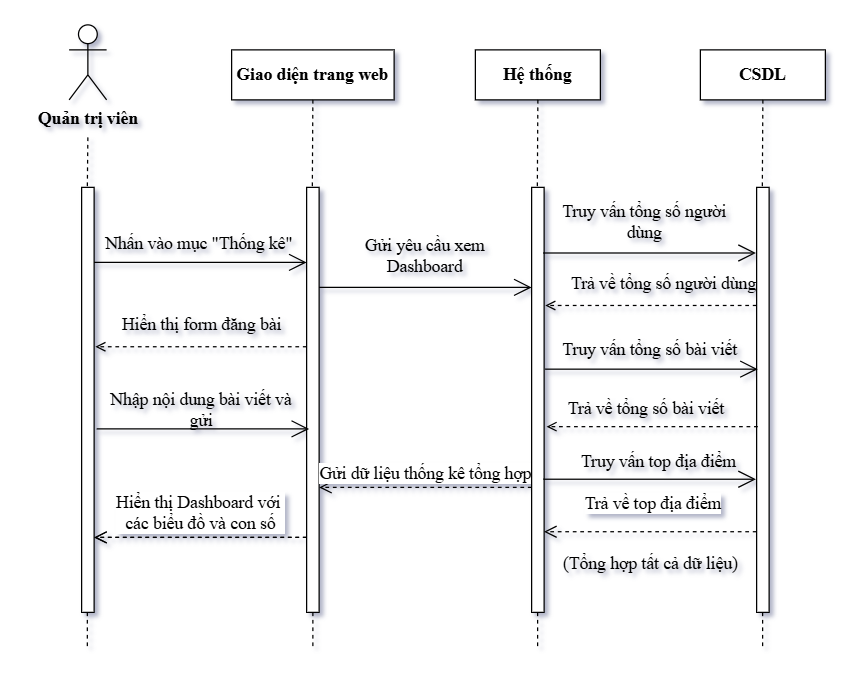 Quản trị viên
Giao diện trang web
Hệ thống
CSDL
Truy vấn tổng số người
dùng
Nhấn vào mục "Thống kê"
Gửi yêu cầu xem
Dashboard
Trả về tổng số người dùng
Hiển thị form đăng bài
Truy vấn tổng số bài viết
Nhập nội dung bài viết và
gửi
Trả về tổng số bài viết
Truy vấn top địa điểm
Gửi dữ liệu thống kê tổng hợp
Hiển thị Dashboard với
các biểu đồ và con số
Trả về top địa điểm
(Tổng hợp tất cả dữ liệu)